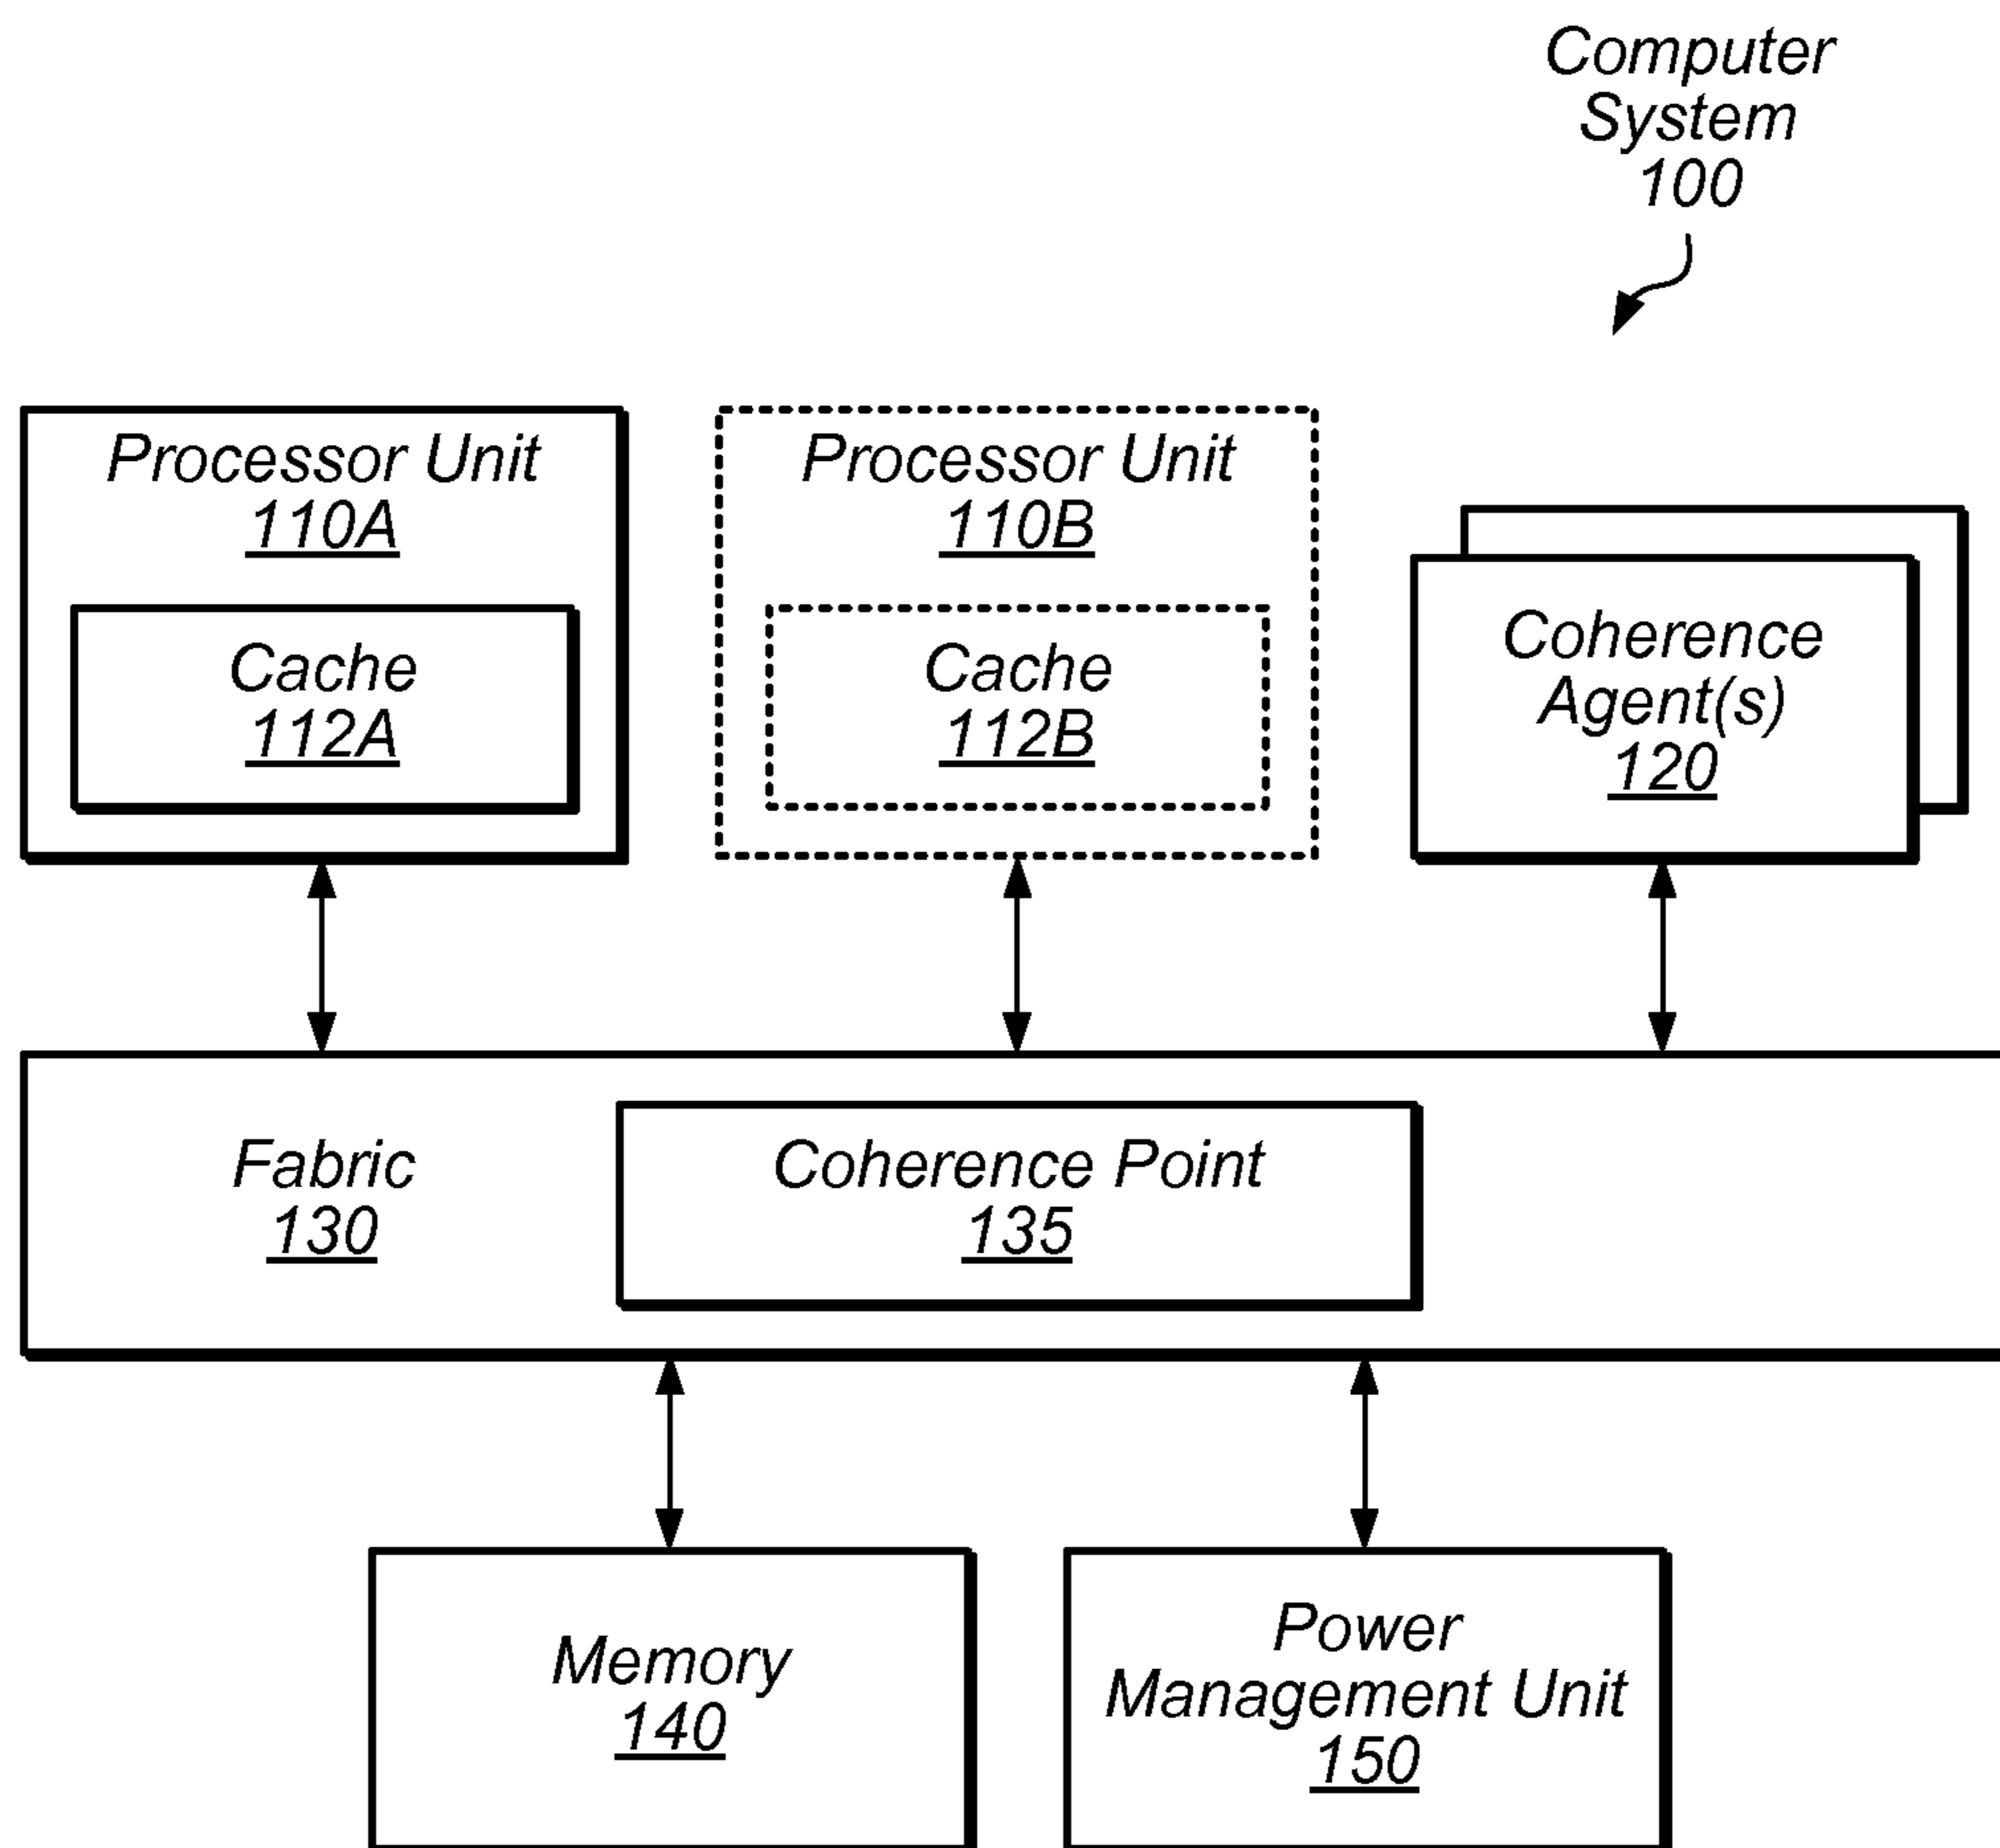 Computer
System
100
Processor Unit
110A
Cache
112A
Processor Unit
110B
Cache
112B
Coherence
Agent(s)
120
Fabric
130
Coherence Point
135
Memory
140
Power
Management Unit
150